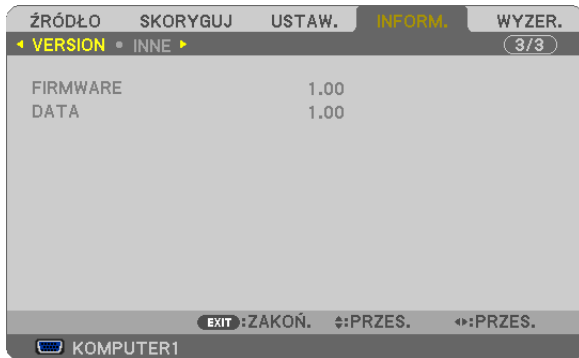 ŹRÓDŁO SKORYGUJ USTAW. INFORM. WYZER.
VERSION INNE 3/3
FIRMWARE 1.00
DATA 1.00
EXIT :ZAKOŃ. :PRZES. :PRZES.
KOMPUTER1